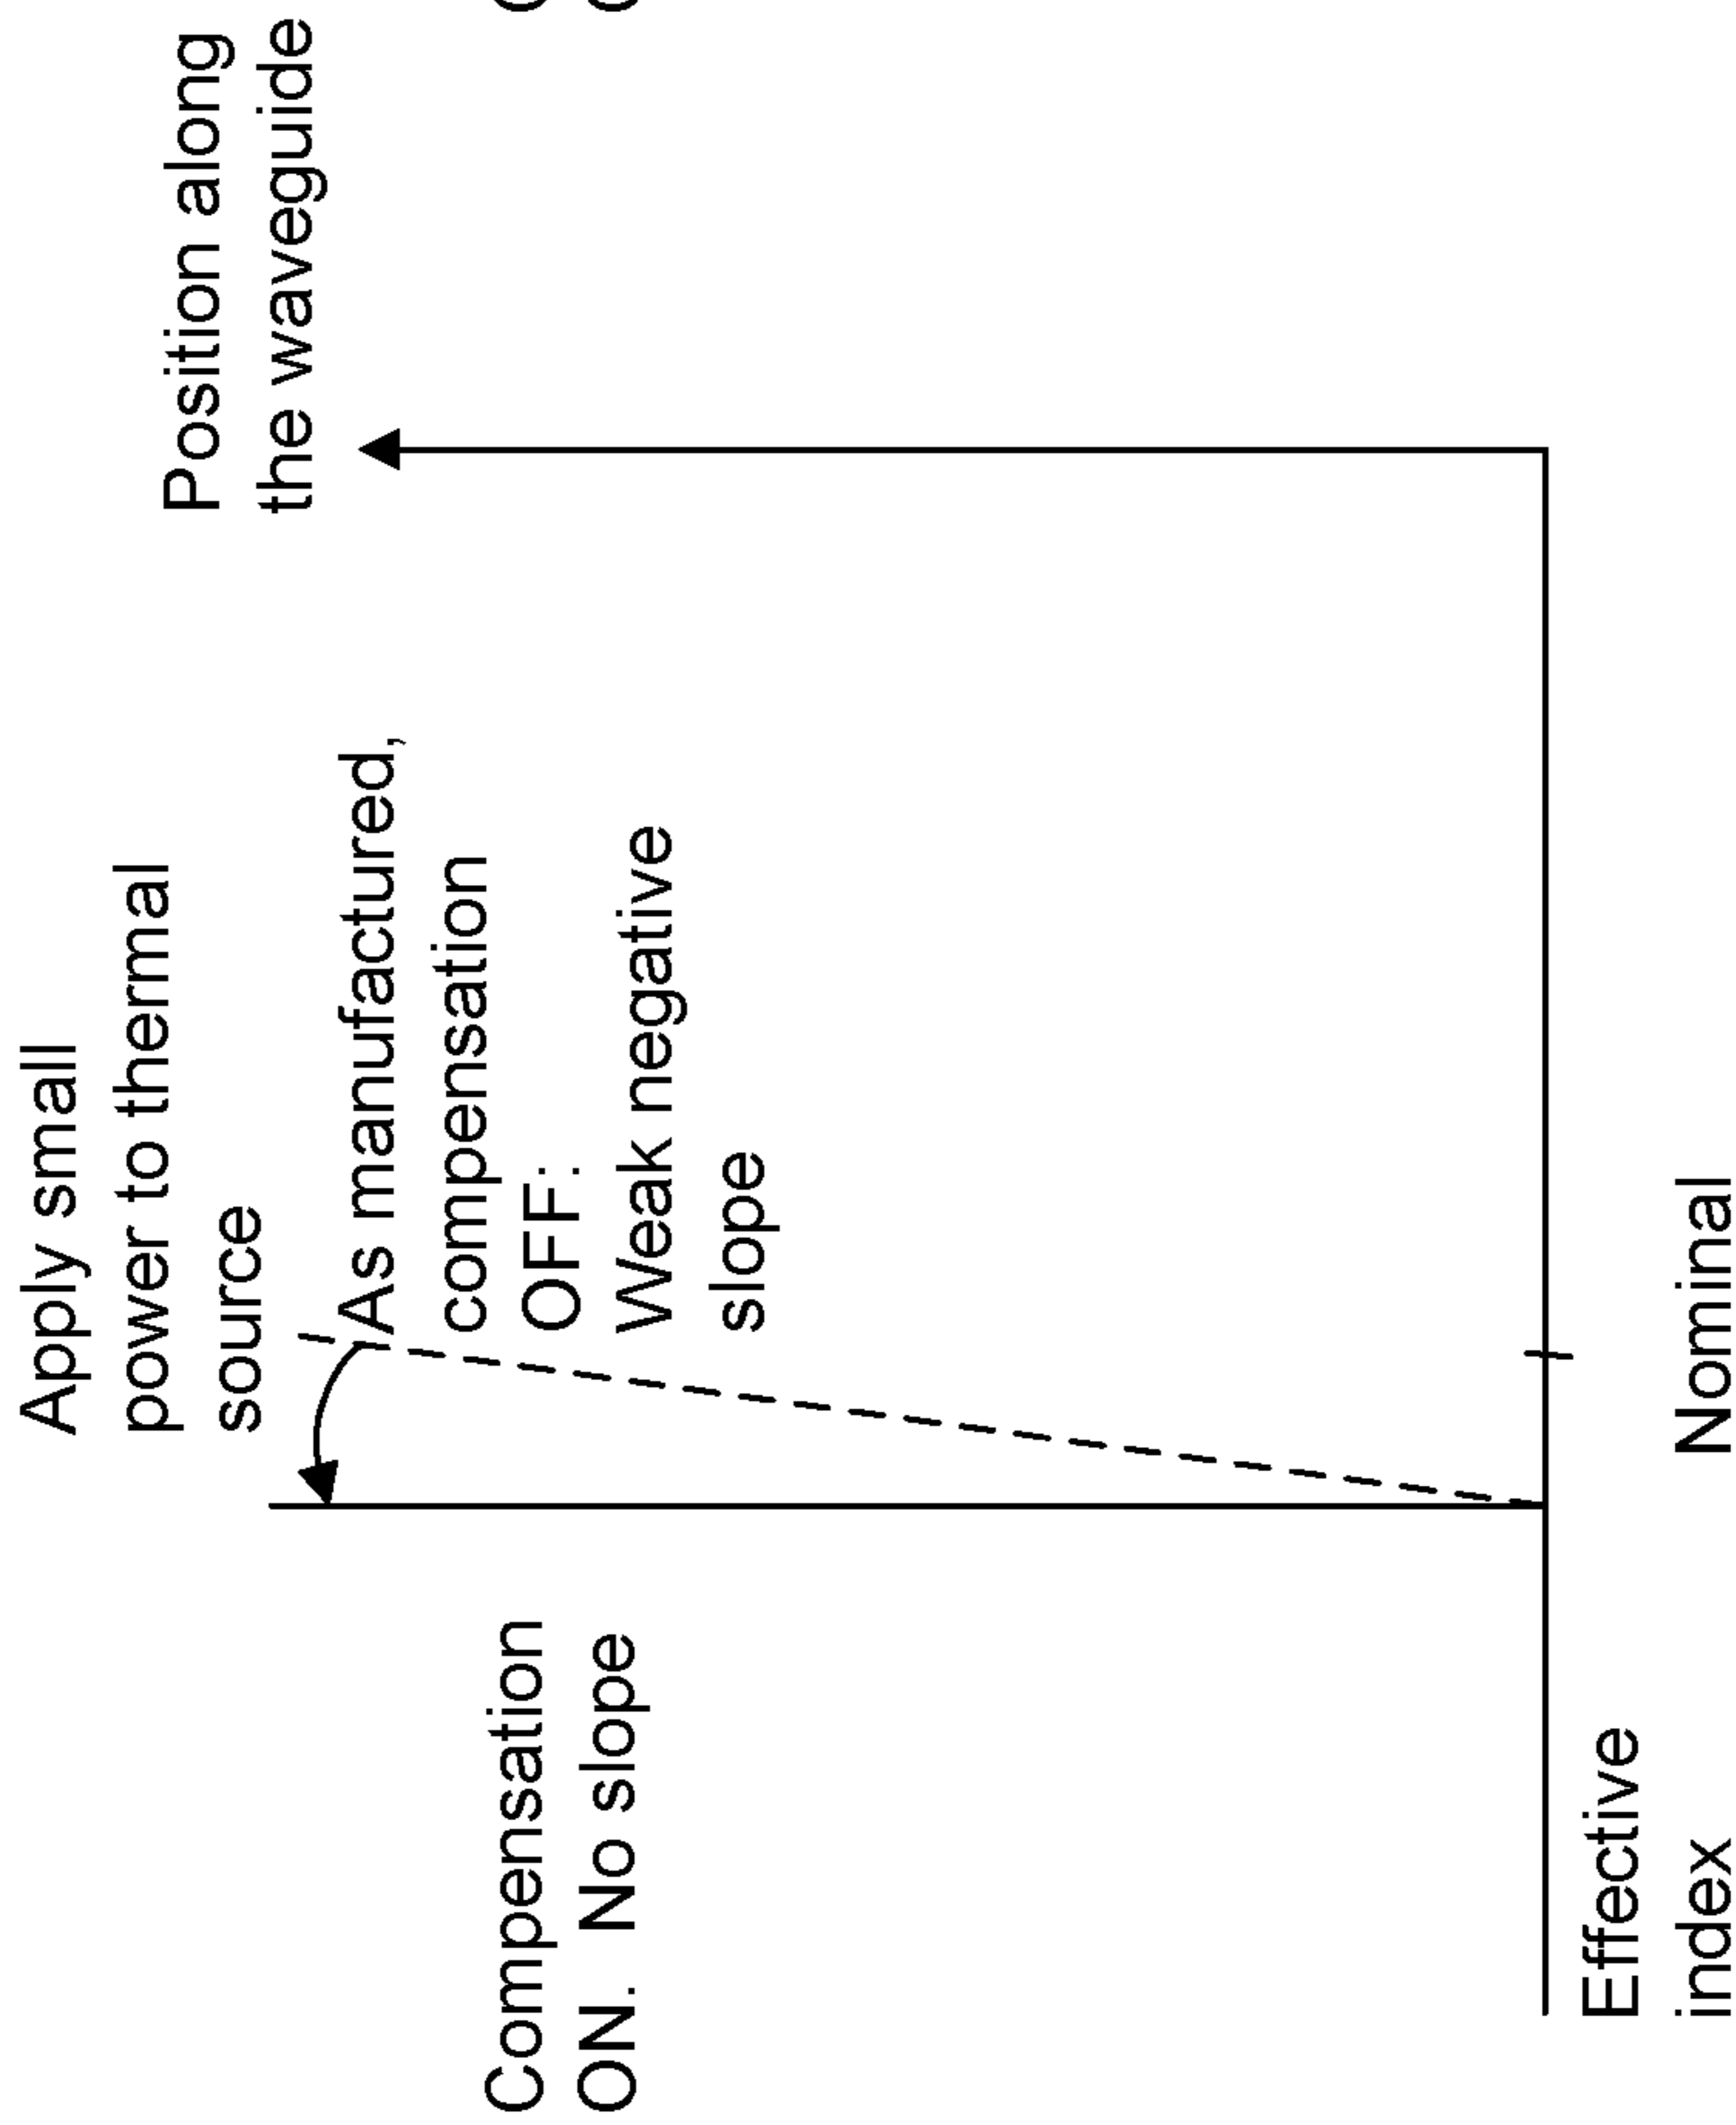 Apply small
power to thermal
source
Position along
the waveguide
As manufactured,
compensation
OFF:
Weak negative
slope
Compensation
ON. No slope
Effective
index
Nominal